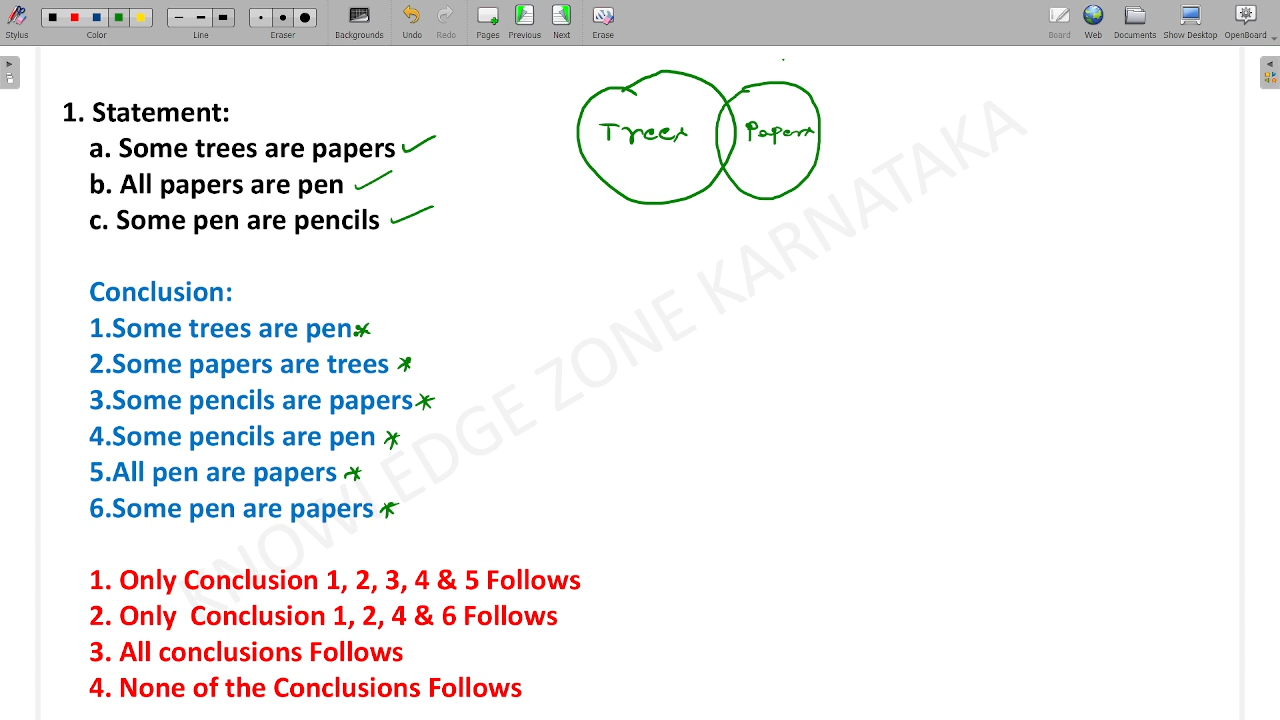 Stylus Color Line Eraser Backgrounds Undo Redo Pages Previous Next Erase Board Web Documents Show Desktop OpenBoard
1. Statement:
a. Some trees are papers
b. All papers are pen
c. Some pen are pencils
Trees Papers
Conclusion:
1.Some trees are pen
2.Some papers are trees
3.Some pencils are papers
4.Some pencils are pen
5.All pen are papers
6.Some pen are papers
1. Only Conclusion 1, 2, 3, 4 & 5 Follows
2. Only Conclusion 1, 2, 4 & 6 Follows
3. All conclusions Follows
4. None of the Conclusions Follows
KNOWLEDGE ZONE KARNATAKA